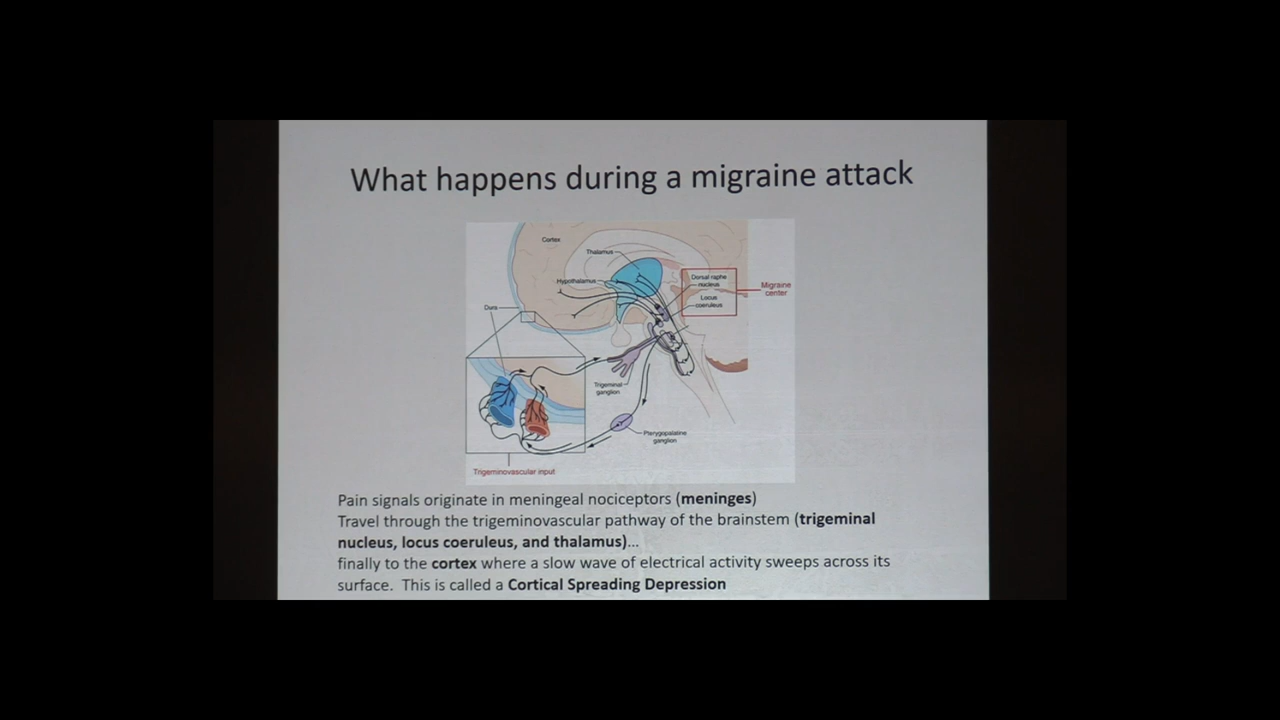 What happens during a migraine attack
Cortex
Thalamus
Hypothalamus
Dorsal raphe
nucleus
Locus
coeruleus
Migraine
center
Dura
Trigeminal
ganglion
Pterygopalatine
ganglion
Trigeminovascular input
Pain signals originate in meningeal nociceptors (meninges)
Travel through the trigeminovascular pathway of the brainstem (trigeminal
nucleus, locus coeruleus, and thalamus)...
finally to the cortex where a slow wave of electrical activity sweeps across its
surface. This is called a Cortical Spreading Depression